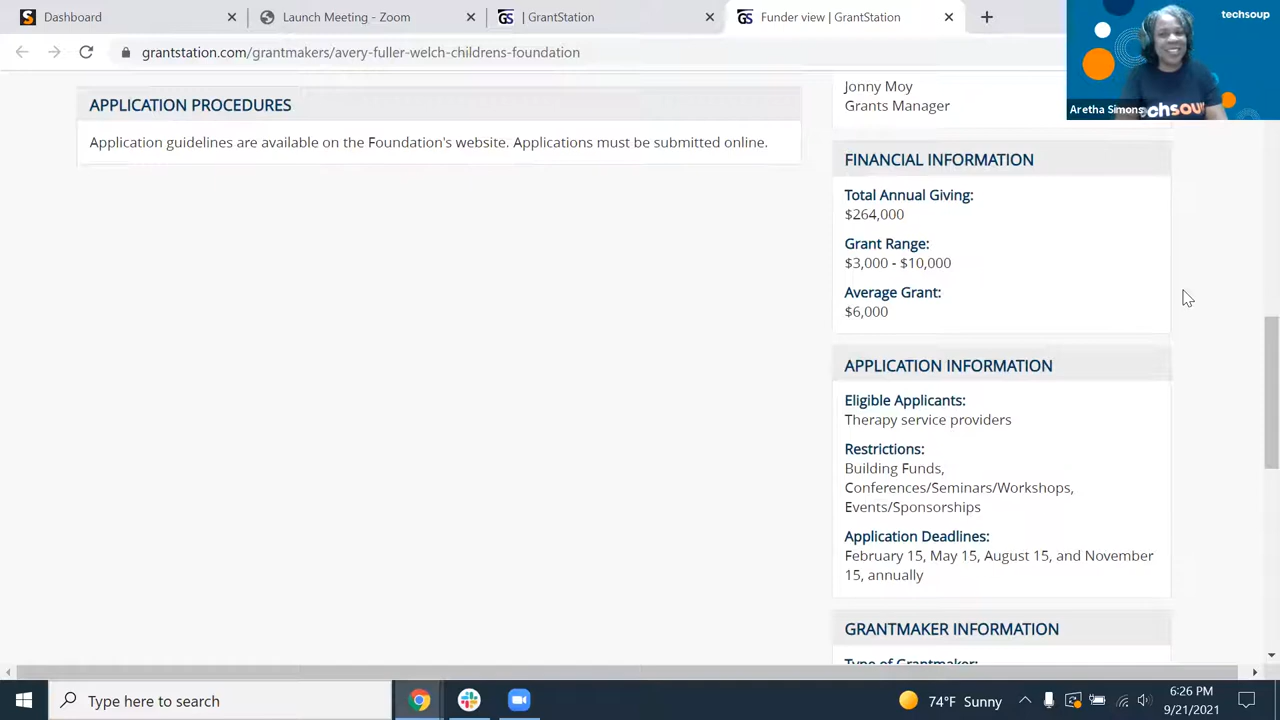 Dashboard
Launch Meeting - Zoom
| GrantStation
Funder view | GrantStation
grantstation.com/grantmakers/avery-fuller-welch-childrens-foundation
techsoup
Aretha Simons
APPLICATION PROCEDURES
Application guidelines are available on the Foundation's website. Applications must be submitted online.
Jonny Moy
Grants Manager
FINANCIAL INFORMATION
Total Annual Giving:
$264,000
Grant Range:
$3,000 - $10,000
Average Grant:
$6,000
APPLICATION INFORMATION
Eligible Applicants:
Therapy service providers
Restrictions:
Building Funds,
Conferences/Seminars/Workshops,
Events/Sponsorships
Application Deadlines:
February 15, May 15, August 15, and November
15, annually
GRANTMAKER INFORMATION
Type of Grantmaker:
Type here to search
74°F Sunny
6:26 PM
9/21/2021